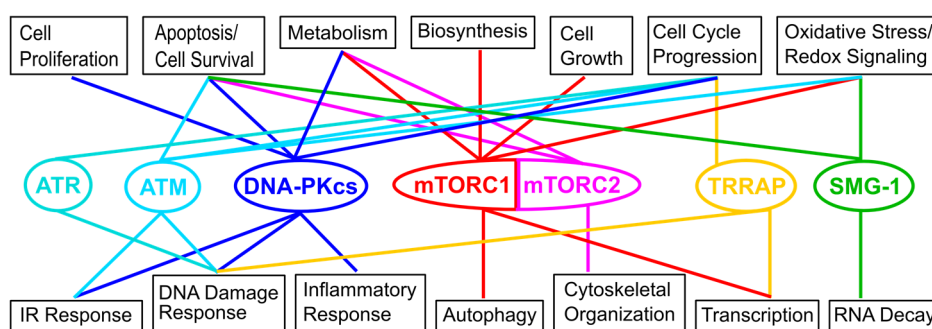 Cell
Proliferation
Apoptosis/
Cell Survival
Metabolism
Biosynthesis
Cell
Growth
Cell Cycle
Progression
Oxidative Stress/
Redox Signaling
ATR
ATM
DNA-PKcs
mTORC1
mTORC2
TRRAP
SMG-1
IR Response
DNA Damage
Response
Inflammatory
Response
Autophagy
Cytoskeletal
Organization
Transcription
RNA Decay